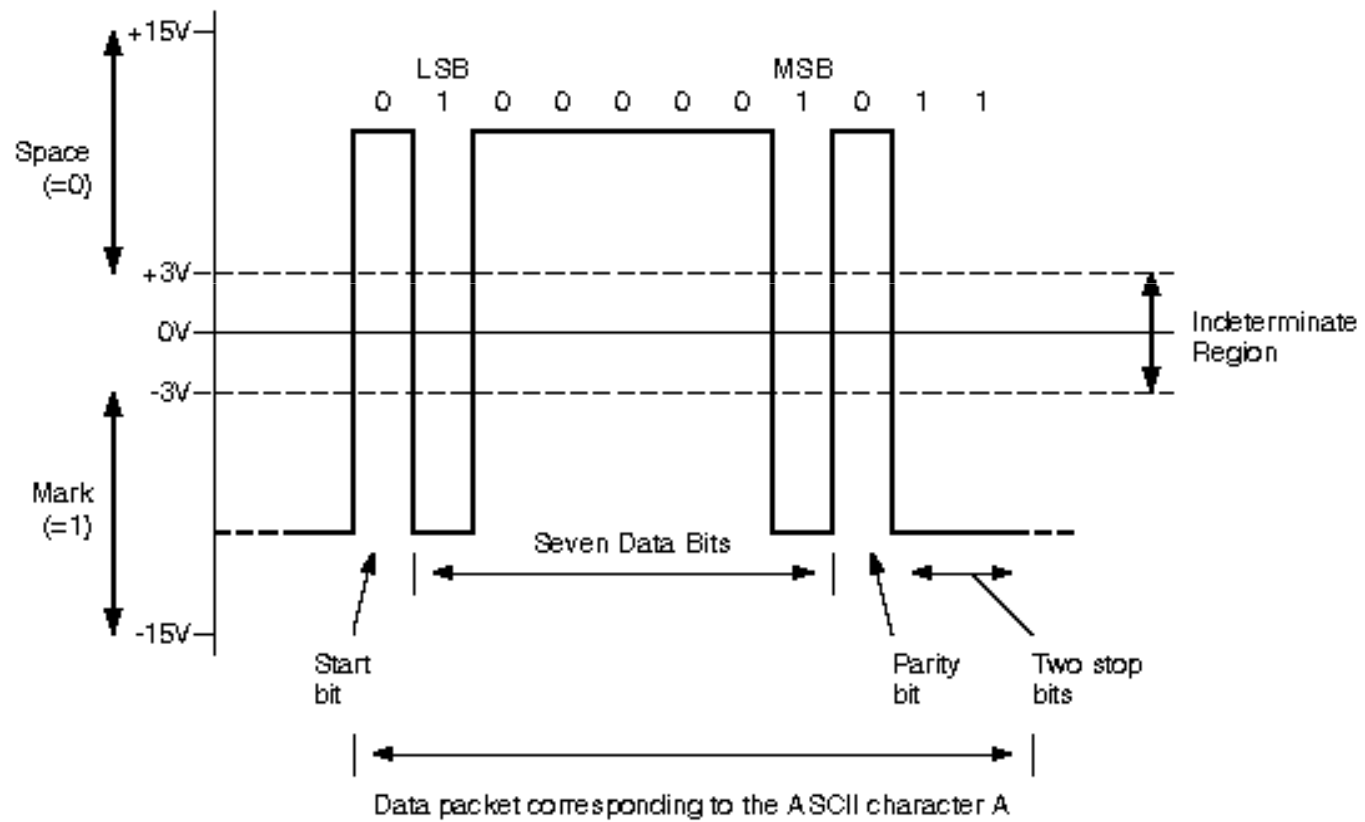 +15V
LSB MSB
0 1 0 0 0 0 0 1 0 1 1
Space
(=0)
+3V
0V
Indeterminate
Region
-3V
Mark
(=1)
Seven Data Bits
-15V
Start
bit
Parity
bit
Two stop
bits
Data packet corresponding to the ASCII character A